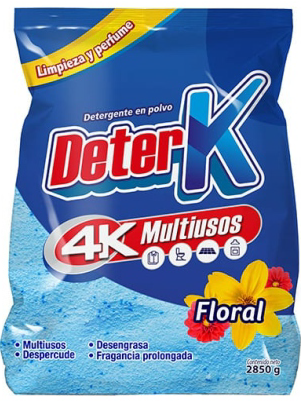 Limpieza y perfume
Detergente en polvo
DeterK
4K Multiusos
Floral
• Multiusos • Desengrasa
• Despercude • Fragancia prolongada
Contenido neto
2850 g